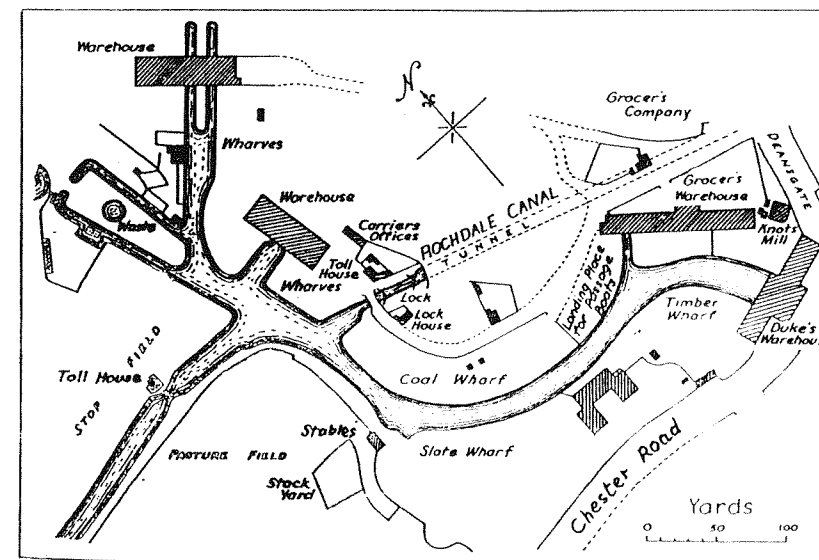 Warehouse
N
Grocer's
Company
DEANSGATE
Wharves
Grocer's
Warehouse
Warehouse
ROCHDALE CANAL
TUNNEL
Carriers
Offices
Knots
Mill
Waste
Toll
House
Wharves
Lock
Lock
House
Landing Place
for Passage
Boats
Timber
Wharf
Duke's
Warehouse
STOP FIELD
Toll House
Coal Wharf
Stables
Slate Wharf
PASTURE FIELD
Stack
Yard
Chester Road
Yards
0 50 100